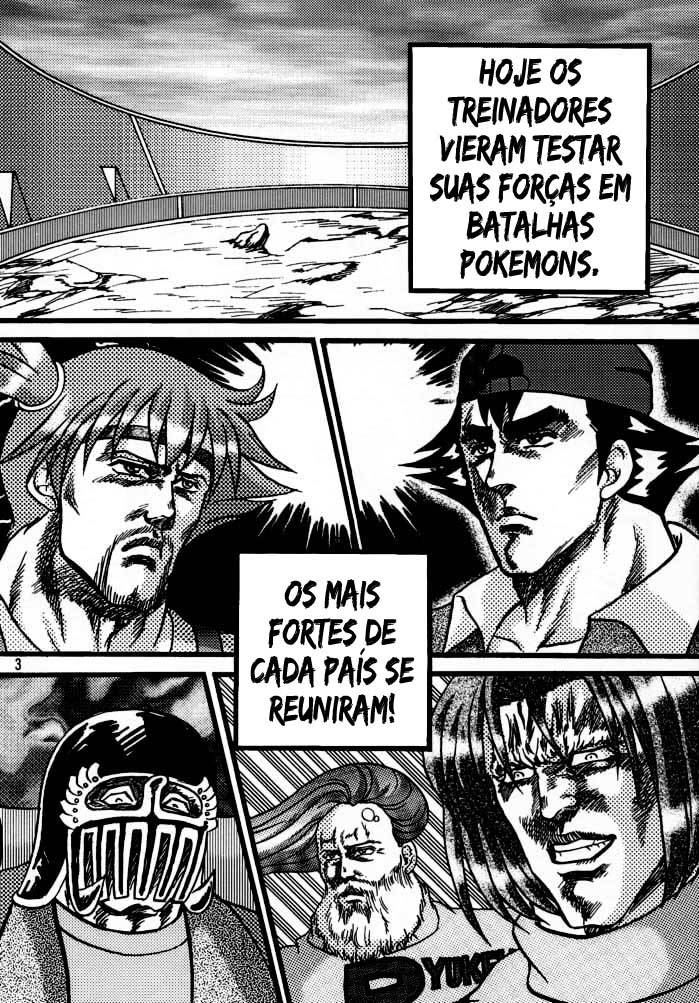 HOJE OS
TREINADORES
VIERAM TESTAR
SUAS FORÇAS EM
BATALHAS
POKEMONS.
OS MAIS
FORTES DE
CADA PAÍS SE
REUNIRAM!
3